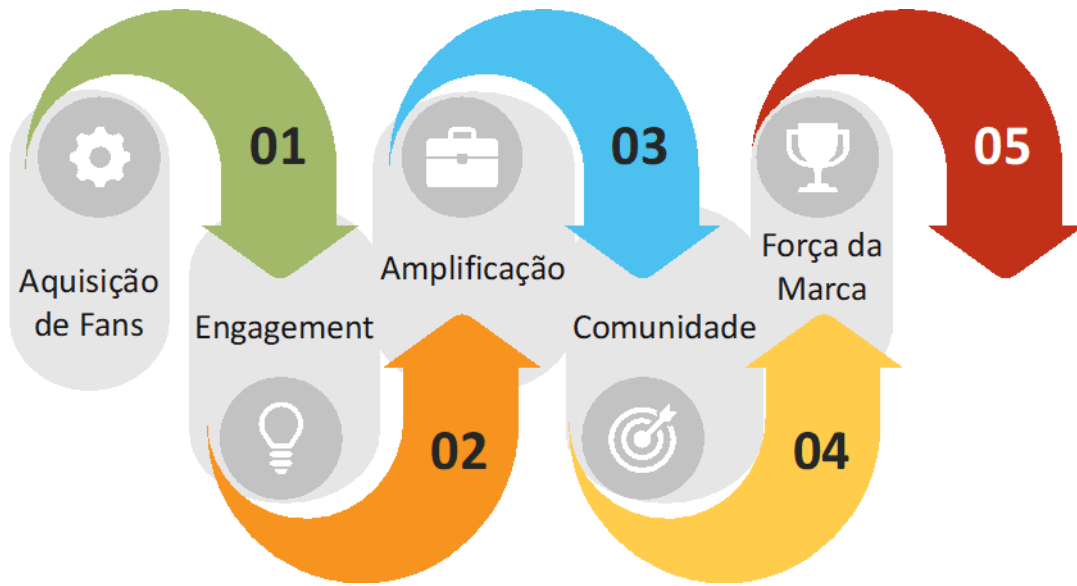 01
Aquisição
de Fans
02
Engagement
03
Amplificação
04
Comunidade
05
Força da
Marca